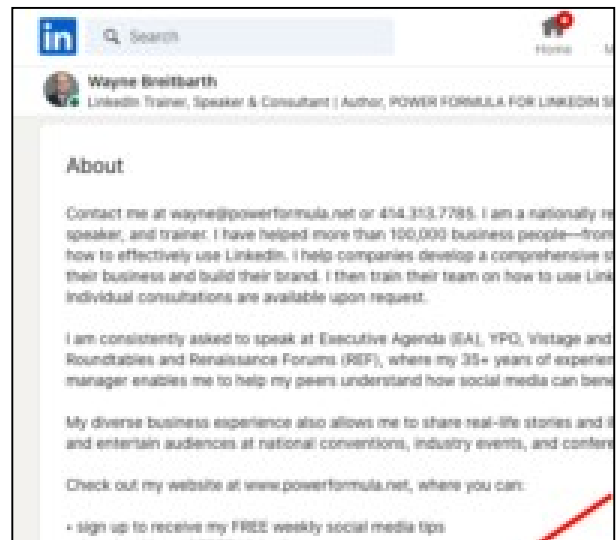 in
Search
Home
Wayne Breitbarth
LinkedIn Trainer, Speaker & Consultant | Author, POWER FORMULA FOR LINKEDIN
About
Contact me at wayne@powerformula.net or 414.313.7785. I am a nationally
speaker, and trainer. I have helped more than 100,000 business people—from
how to effectively use LinkedIn. I help companies develop a comprehensive
their business and build their brand. I then train their team on how to use
individual consultations are available upon request.
I am consistently asked to speak at Executive Agenda (EA), YPO, Vistage and
Roundtables and Renaissance Forums (REF), where my 35+ years of
manager enables me to help my peers understand how social media can
My diverse business experience also allows me to share real-life stories and
and entertain audiences at national conventions, industry events, and
Check out my website at www.powerformula.net, where you can:
• sign up to receive my FREE weekly social media tips